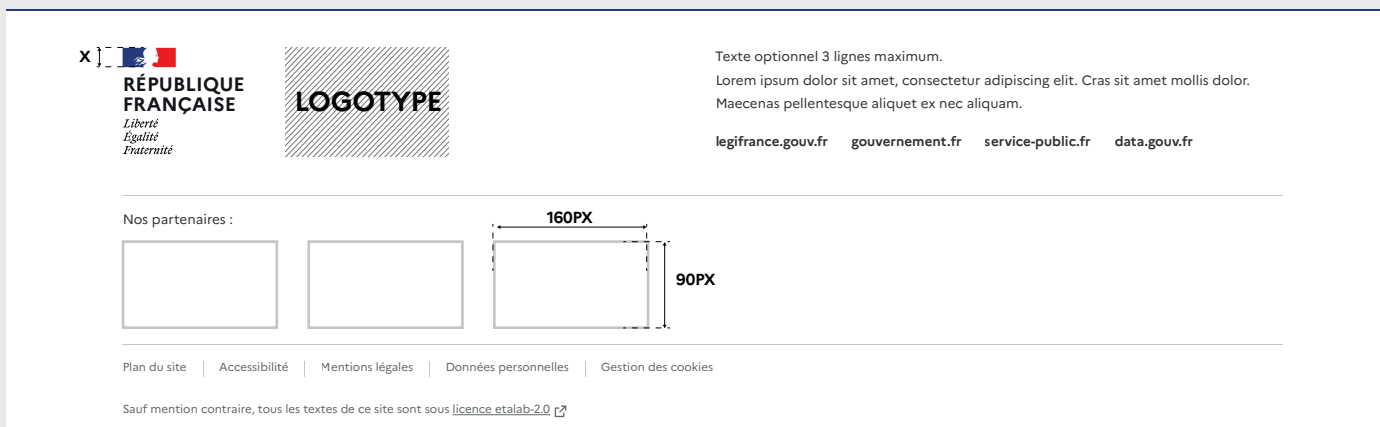 X
RÉPUBLIQUE
FRANÇAISE
Liberté
Égalité
Fraternité
LOGOTYPE
Texte optionnel 3 lignes maximum.
Lorem ipsum dolor sit amet, consectetur adipiscing elit. Cras sit amet mollis dolor.
Maecenas pellentesque aliquet ex nec aliquam.
legifrance.gouv.fr gouvernement.fr service-public.fr data.gouv.fr
Nos partenaires :
160PX
90PX
Plan du site Accessibilité Mentions légales Données personnelles Gestion des cookies
Sauf mention contraire, tous les textes de ce site sont sous licence etalab-2.0